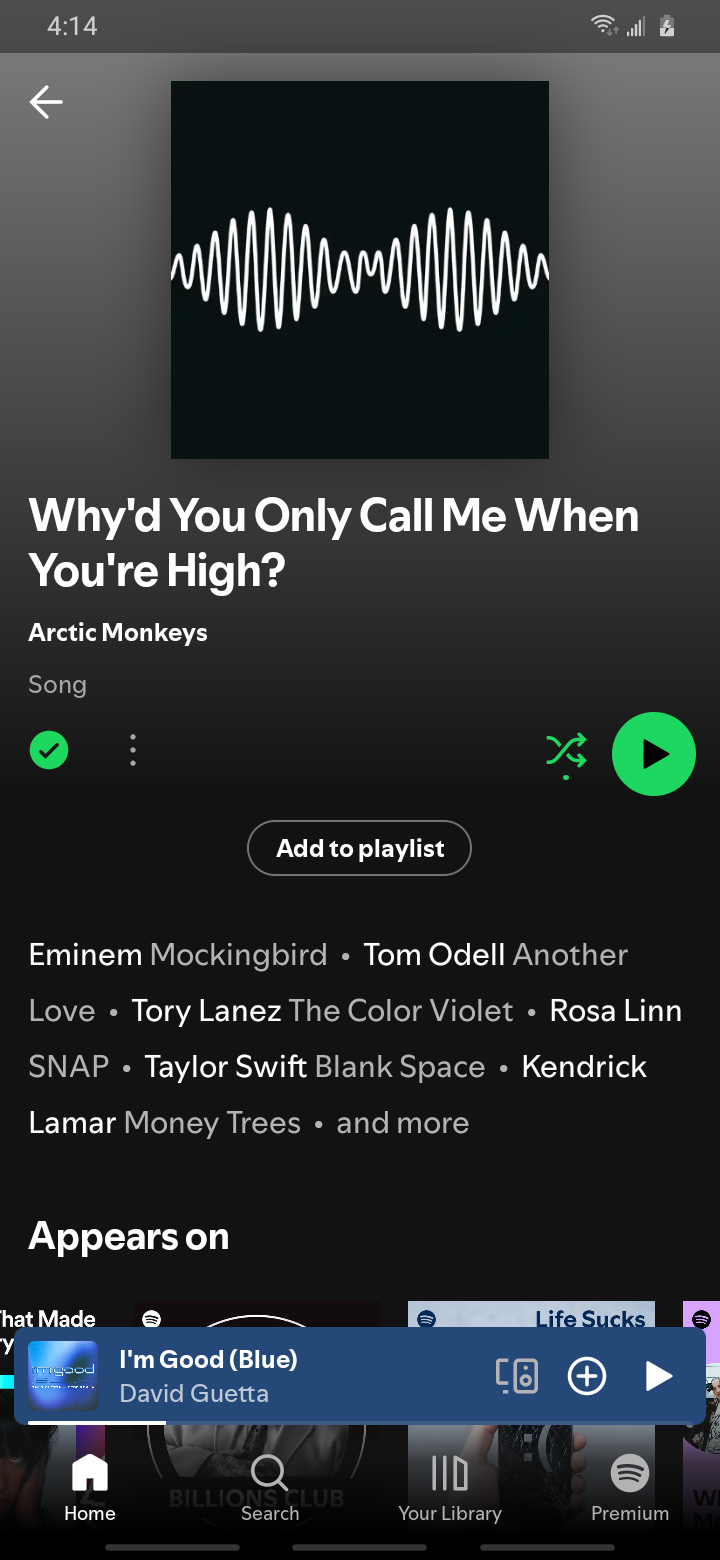 4:14
Why'd You Only Call Me When
You're High?
Arctic Monkeys
Song
Add to playlist
Eminem Mockingbird • Tom Odell Another
Love • Tory Lanez The Color Violet • Rosa Linn
SNAP • Taylor Swift Blank Space • Kendrick
Lamar Money Trees • and more
Appears on
hat Made
Life Sucks
I'm Good (Blue)
David Guetta
BILLIONS CLUB
Home
Search
Your Library
Premium